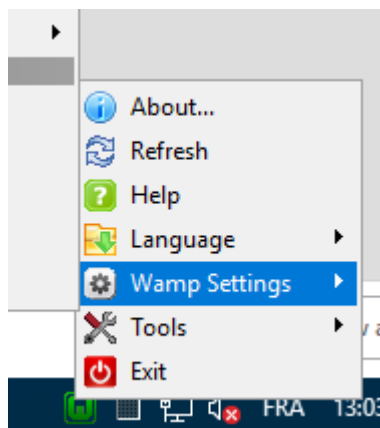 About...
Refresh
Help
Language
Wamp Settings
Tools
Exit
FRA 13:03